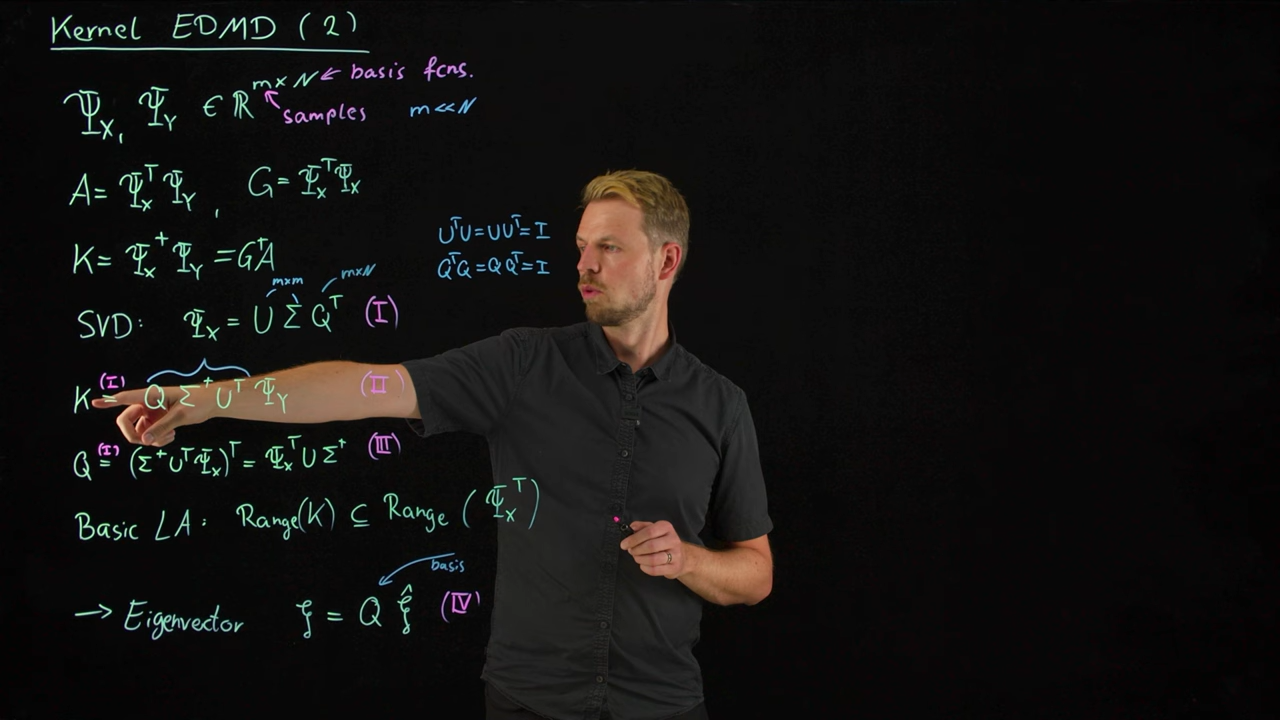 Kernel EDMD (2)
Ψ_X, Ψ_Y ∈ ℝ^{m×N} ← basis fcns.
samples m≪N
A = Ψ_X^T Ψ_Y, G = Ψ_X^T Ψ_X
U^T U = U U^T = I
K = Ψ_X^+ Ψ_Y = G^+ A
Q^T Q = Q Q^T = I
m×m m×N
SVD: Ψ_X = U Σ Q^T (I)
K (I)= Q Σ^+ U^T Ψ_Y (II)
Q (I)= (Σ^+ U^T Ψ_X)^T = Ψ_X^T U Σ^+ (III)
Basic LA: Range(K) ⊆ Range (Ψ_X^T)
basis
→ Eigenvector ξ = Q ξ̂ (IV)